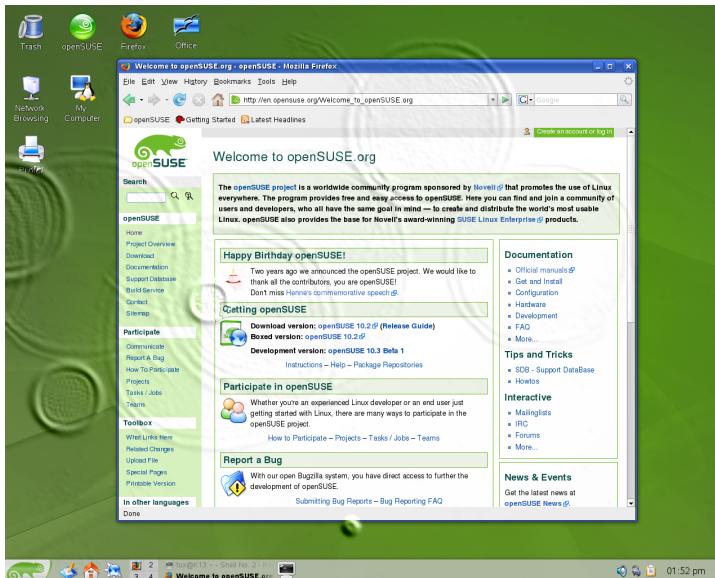 Trash
openSUSE
Firefox
Office
Network
Browsing
My
Computer
Welcome to openSUSE.org - openSUSE - Mozilla Firefox
File Edit View History Bookmarks Tools Help
http://en.opensuse.org/Welcome_to_openSUSE.org
Google
openSUSE Getting Started Latest Headlines
Create an account or log in
openSUSE
Search
openSUSE
Home
Project Overview
Download
Documentation
Support Database
Build Service
Contact
Sitemap
Participate
Communicate
Report A Bug
How To Participate
Projects
Tasks / Jobs
Teams
Toolbox
What Links Here
Related Changes
Upload File
Special Pages
Printable Version
In other languages
Welcome to openSUSE.org
The openSUSE project is a worldwide community program sponsored by Novell that promotes the use of Linux
everywhere. The program provides free and easy access to openSUSE. Here you can find and join a community of
users and developers, who all have the same goal in mind — to create and distribute the world's most usable
Linux. openSUSE also provides the base for Novell's award-winning SUSE Linux Enterprise products.
Happy Birthday openSUSE!
Two years ago we announced the openSUSE project. We would like to
thank all the contributors, you are openSUSE!
Don't miss Henne's commemorative speech.
Getting openSUSE
Download version: openSUSE 10.2 (Release Guide)
Boxed version: openSUSE 10.2
Development version: openSUSE 10.3 Beta 1
Instructions – Help – Package Repositories
Participate in openSUSE
Whether you're an experienced Linux developer or an end user just
getting started with Linux, there are many ways to participate in the
openSUSE project.
How to Participate – Projects – Tasks / Jobs – Teams
Report a Bug
With our open Bugzilla system, you have direct access to further the
development of openSUSE.
Submitting Bug Reports – Bug Reporting FAQ
Documentation
Official manuals
Get and Install
Configuration
Hardware
Development
FAQ
More...
Tips and Tricks
SDB - Support DataBase
Howtos
Interactive
Mailinglists
IRC
Forums
More...
News & Events
Get the latest news at
openSUSE News.
Done
2
3 4
tux@K13:~ - Shell No. 2 -
Welcome to openSUSE.org
01:52 pm